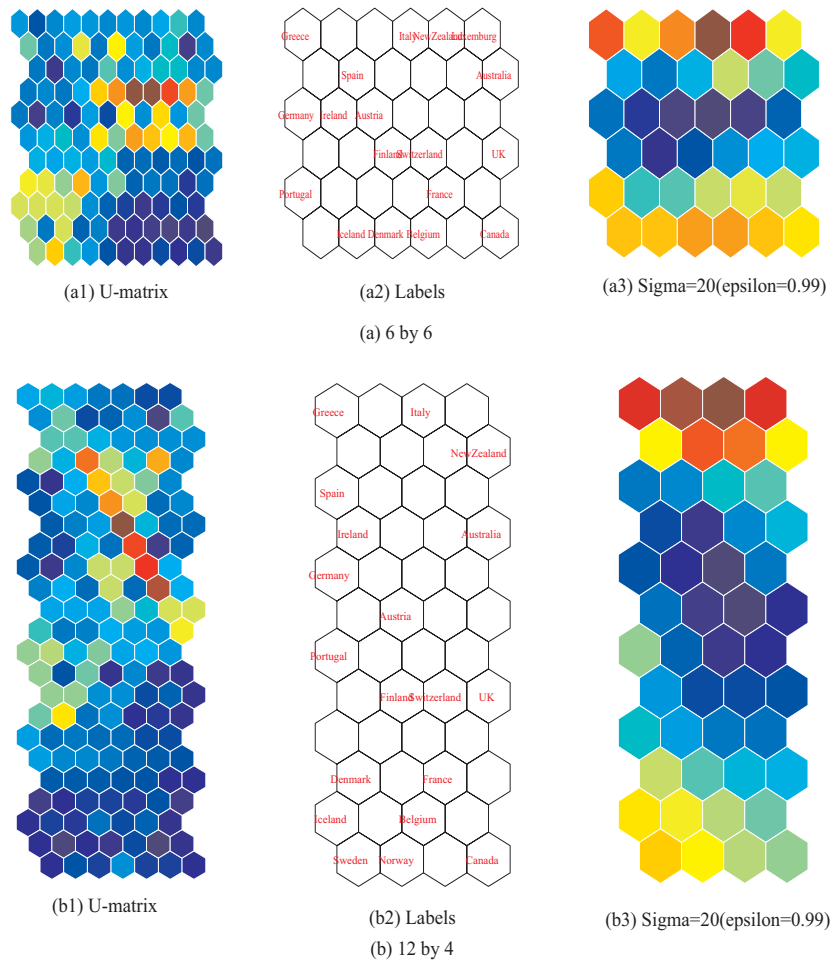 Greece Italy NewZealand Luxemburg
Spain Australia
Germany Ireland Austria
Finland Switzerland UK
Portugal France
Iceland Denmark Belgium Canada
(a1) U-matrix
(a2) Labels
(a3) Sigma=20(epsilon=0.99)
(a) 6 by 6
Greece Italy
NewZealand
Spain
Ireland Australia
Germany
Austria
Portugal
Finland Switzerland UK
Denmark France
Iceland Belgium
Sweden Norway Canada
(b1) U-matrix
(b2) Labels
(b3) Sigma=20(epsilon=0.99)
(b) 12 by 4